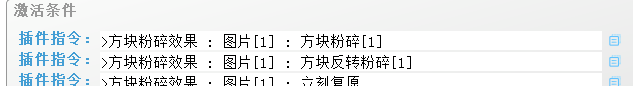 激活条件
插件指令：>方块粉碎效果 : 图片[1] : 方块粉碎[1]
插件指令：>方块粉碎效果 : 图片[1] : 方块反转粉碎[1]
插件指令：>方块粉碎效果 : 图片[1] : 立刻复原